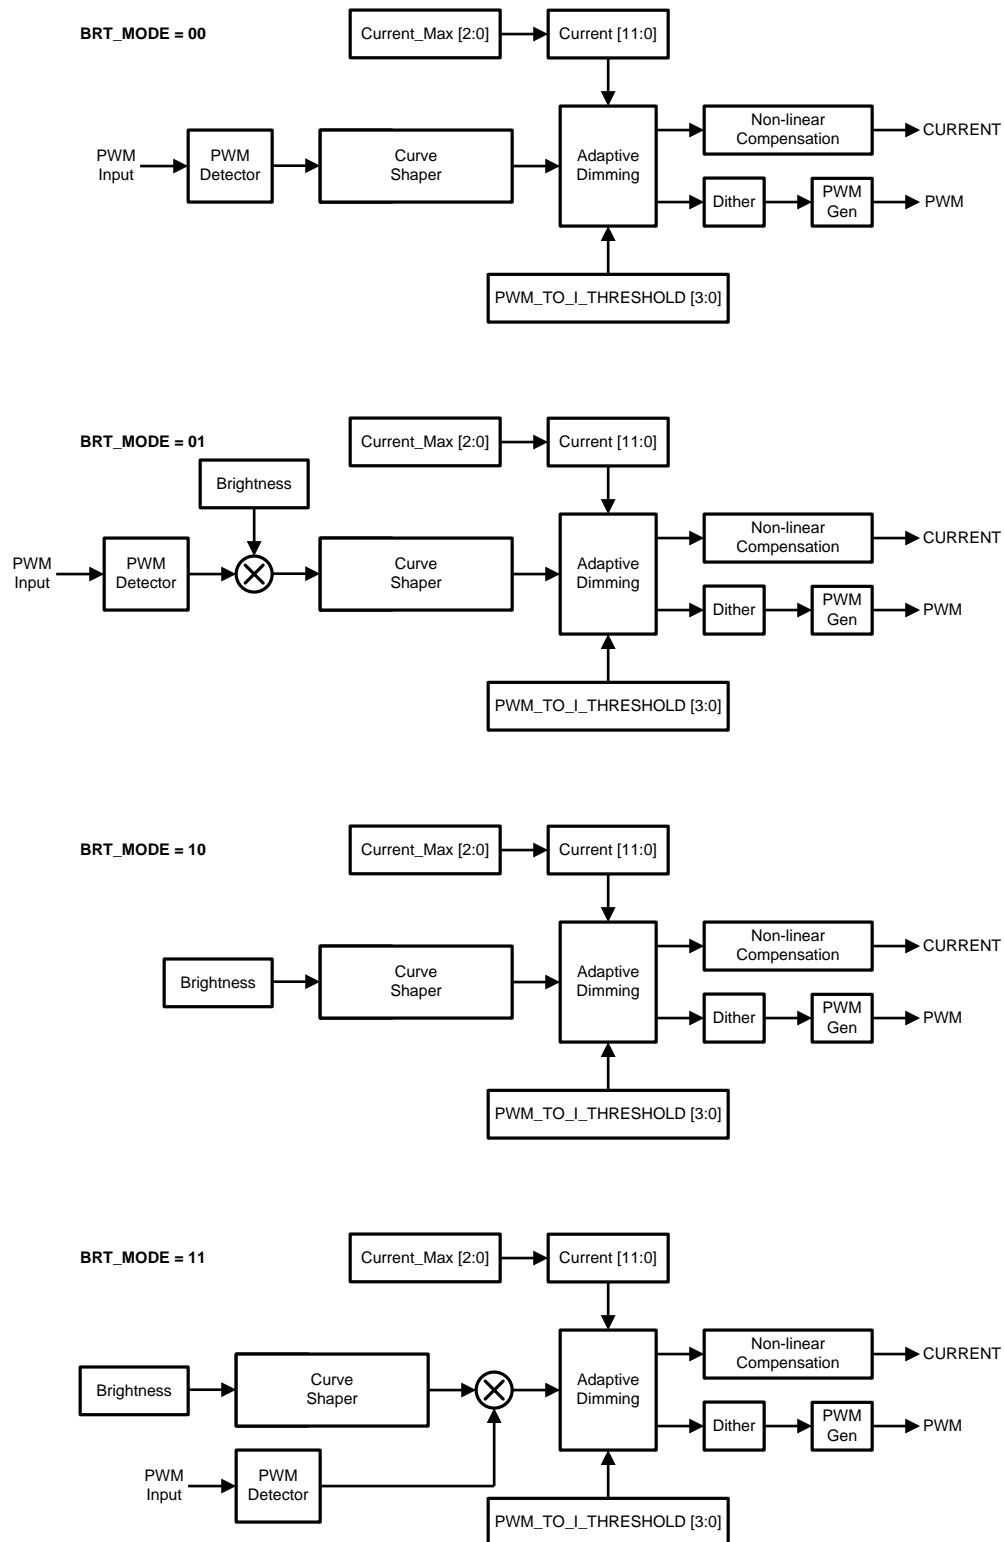 BRT_MODE = 00
Current_Max [2:0]
Current [11:0]
PWM
Input
PWM
Detector
Curve
Shaper
Adaptive
Dimming
Non-linear
Compensation
CURRENT
Dither
PWM
Gen
PWM
PWM_TO_I_THRESHOLD [3:0]
BRT_MODE = 01
Current_Max [2:0]
Current [11:0]
Brightness
PWM
Input
PWM
Detector
Curve
Shaper
Adaptive
Dimming
Non-linear
Compensation
CURRENT
Dither
PWM
Gen
PWM
PWM_TO_I_THRESHOLD [3:0]
BRT_MODE = 10
Current_Max [2:0]
Current [11:0]
Brightness
Curve
Shaper
Adaptive
Dimming
Non-linear
Compensation
CURRENT
Dither
PWM
Gen
PWM
PWM_TO_I_THRESHOLD [3:0]
BRT_MODE = 11
Current_Max [2:0]
Current [11:0]
Brightness
Curve
Shaper
Adaptive
Dimming
Non-linear
Compensation
CURRENT
Dither
PWM
Gen
PWM
PWM
Input
PWM
Detector
PWM_TO_I_THRESHOLD [3:0]